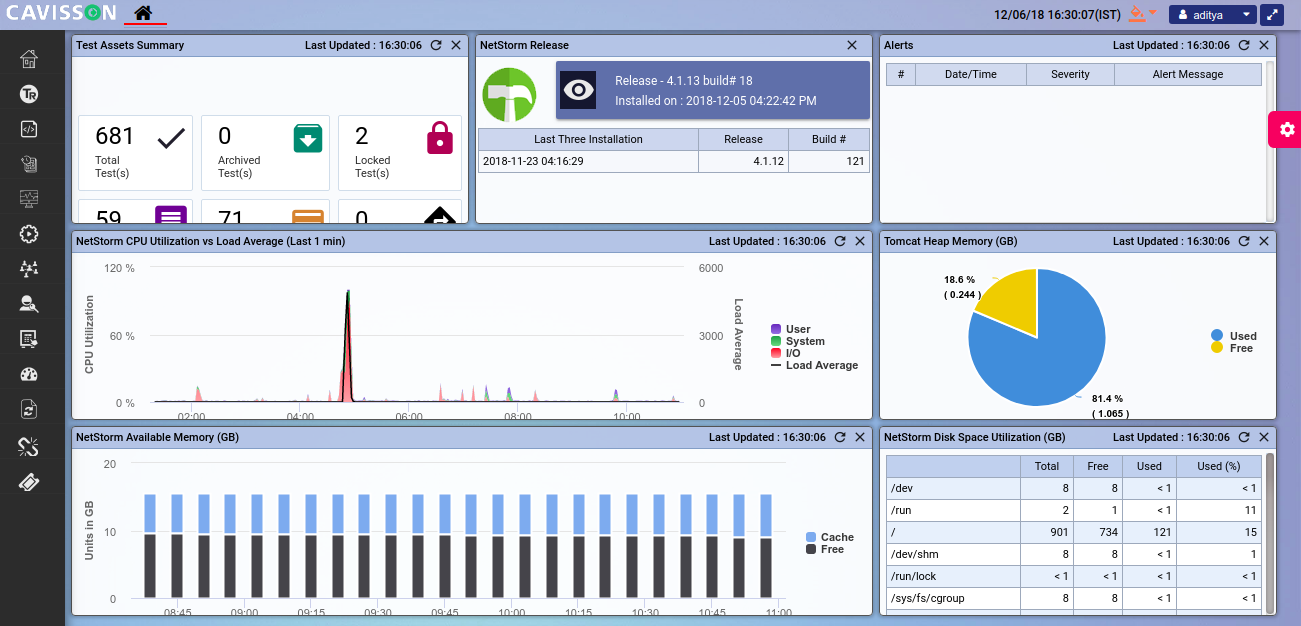 CAVISSON
12/06/18 16:30:07(IST)
aditya
TR
Test Assets Summary
Last Updated : 16:30:06
681
Total
Test(s)
0
Archived
Test(s)
2
Locked
Test(s)
59
71
0
NetStorm Release
Release - 4.1.13 build# 18
Installed on : 2018-12-05 04:22:42 PM
Last Three Installation Release Build #
2018-11-23 04:16:29 4.1.12 121
Alerts
Last Updated : 16:30:06
# Date/Time Severity Alert Message
NetStorm CPU Utilization vs Load Average (Last 1 min)
Last Updated : 16:30:06
120 %
60 %
0 %
CPU Utilization
6000
3000
0
Load Average
02:00 04:00 06:00 08:00 10:00
User
System
I/O
Load Average
Tomcat Heap Memory (GB)
Last Updated : 16:30:06
18.6 %
( 0.244 )
81.4 %
( 1.065 )
Used
Free
NetStorm Available Memory (GB)
Last Updated : 16:30:06
20
10
0
Units in GB
08:45 09:00 09:15 09:30 09:45 10:00 10:15 10:30 10:45 11:00
Cache
Free
NetStorm Disk Space Utilization (GB)
Last Updated : 16:30:06
Total Free Used Used (%)
/dev 8 8 < 1 < 1
/run 2 1 < 1 11
/ 901 734 121 15
/dev/shm 8 8 < 1 1
/run/lock < 1 < 1 < 1 < 1
/sys/fs/cgroup 8 8 < 1 < 1